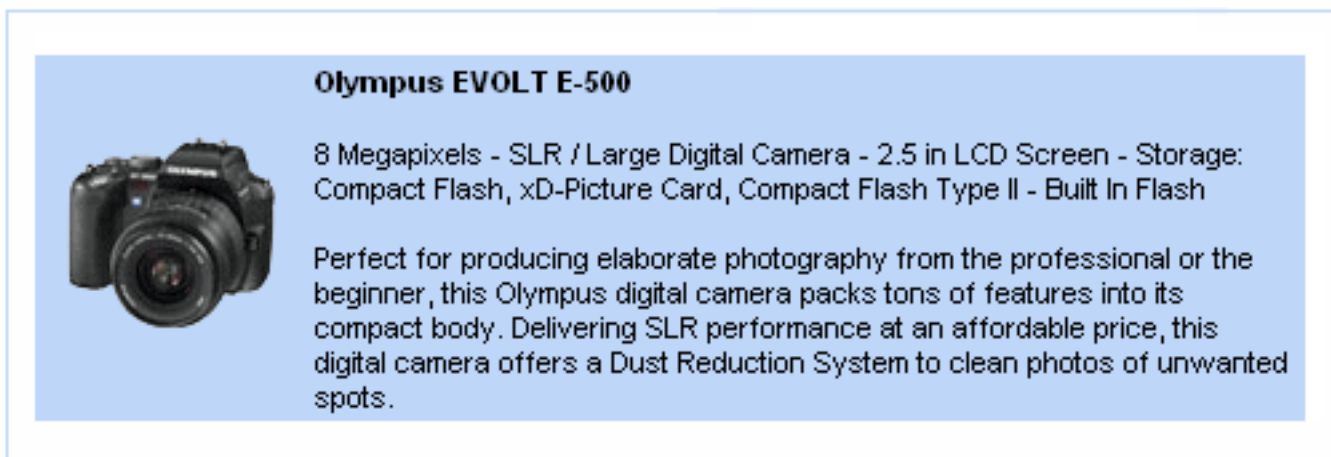 Olympus EVOLT E-500
8 Megapixels - SLR / Large Digital Camera - 2.5 in LCD Screen - Storage:
Compact Flash, xD-Picture Card, Compact Flash Type II - Built In Flash
Perfect for producing elaborate photography from the professional or the
beginner, this Olympus digital camera packs tons of features into its
compact body. Delivering SLR performance at an affordable price, this
digital camera offers a Dust Reduction System to clean photos of unwanted
spots.
OLYMPUS